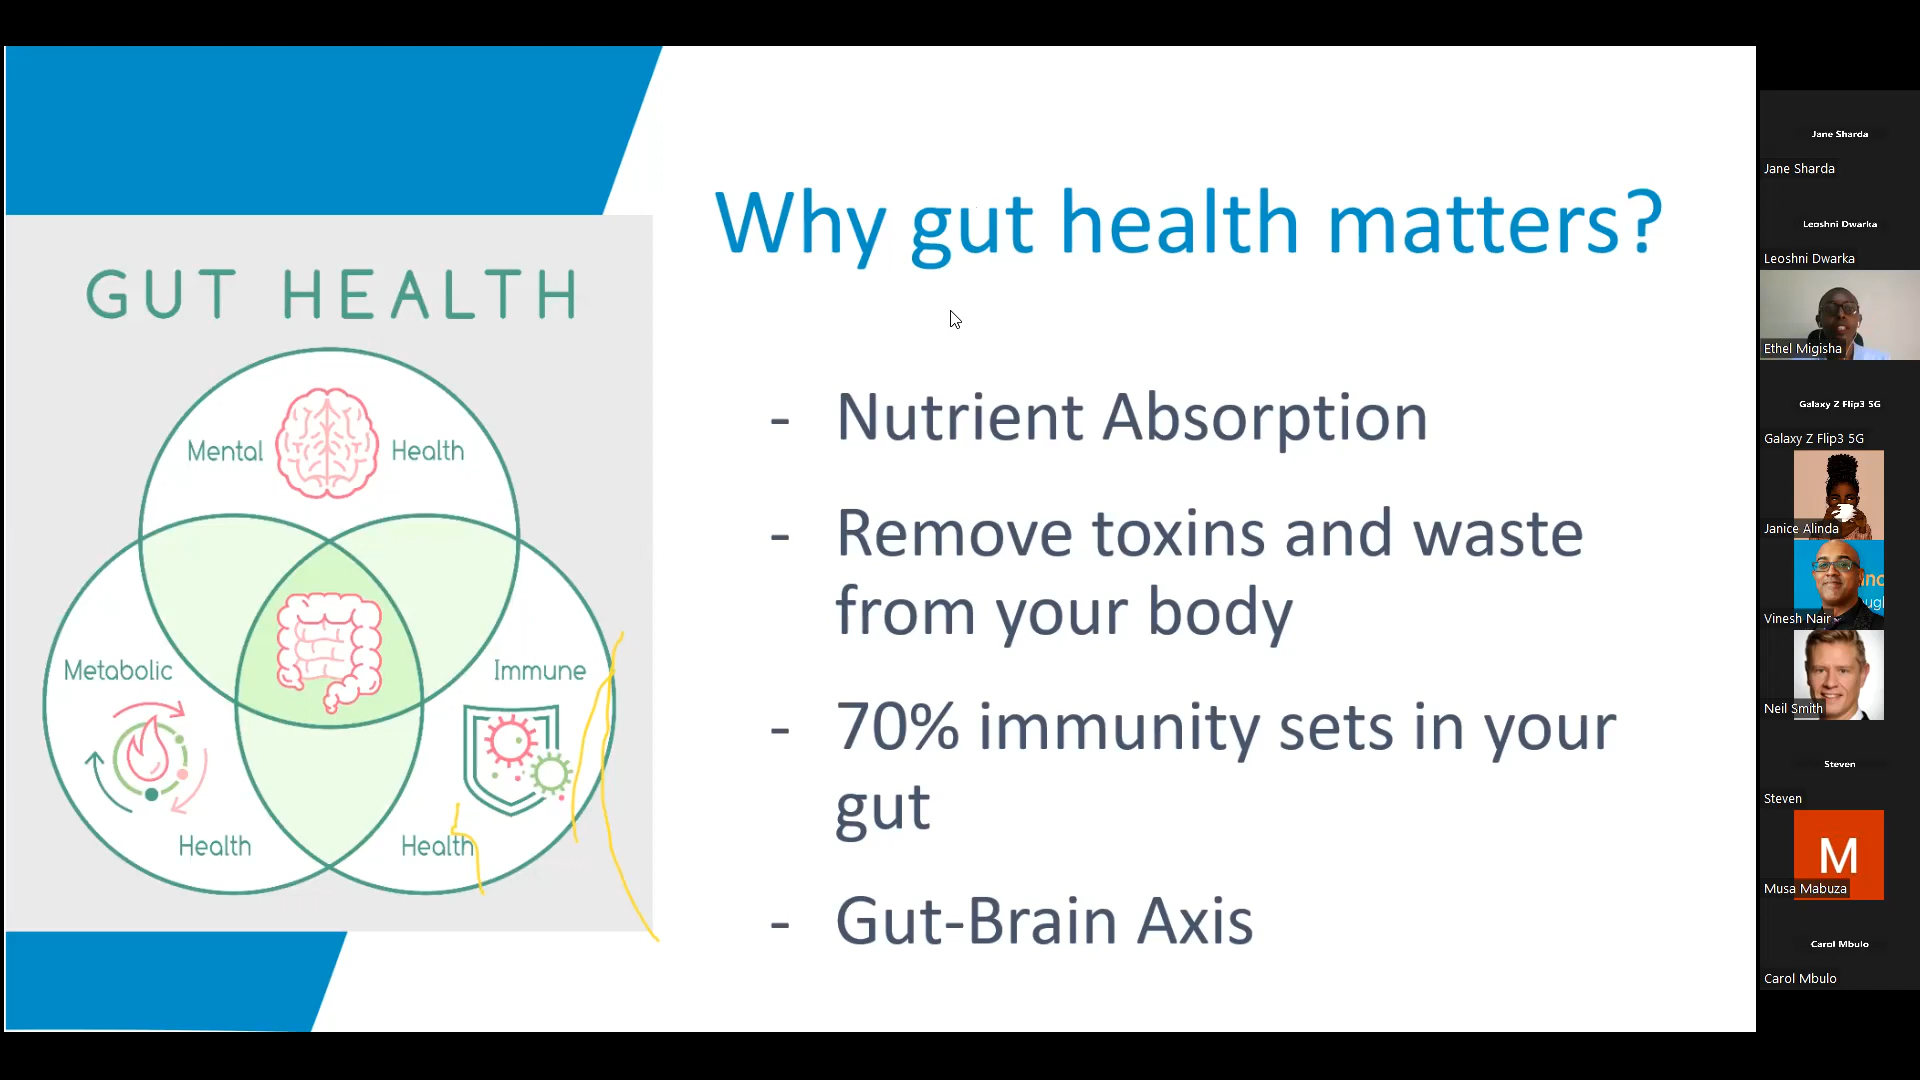 Why gut health matters?
GUT HEALTH
Mental Health
Metabolic
Health
Immune
Health
- Nutrient Absorption
- Remove toxins and waste
from your body
- 70% immunity sets in your
gut
- Gut-Brain Axis
Jane Sharda
Jane Sharda
Leoshni Dwarka
Leoshni Dwarka
Ethel Migisha
Galaxy Z Flip3 5G
Galaxy Z Flip3 5G
Janice Alinda
Vinesh Nair
Neil Smith
Steven
Steven
M
Musa Mabuza
Carol Mbulo
Carol Mbulo